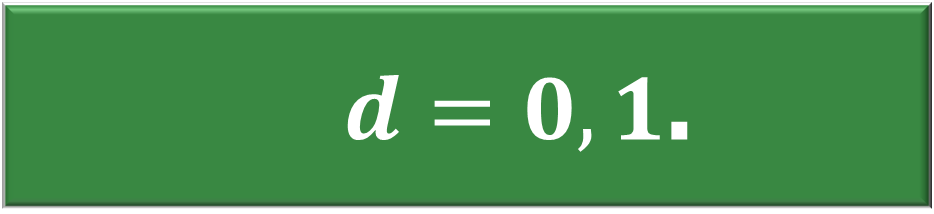 d = 0,1.